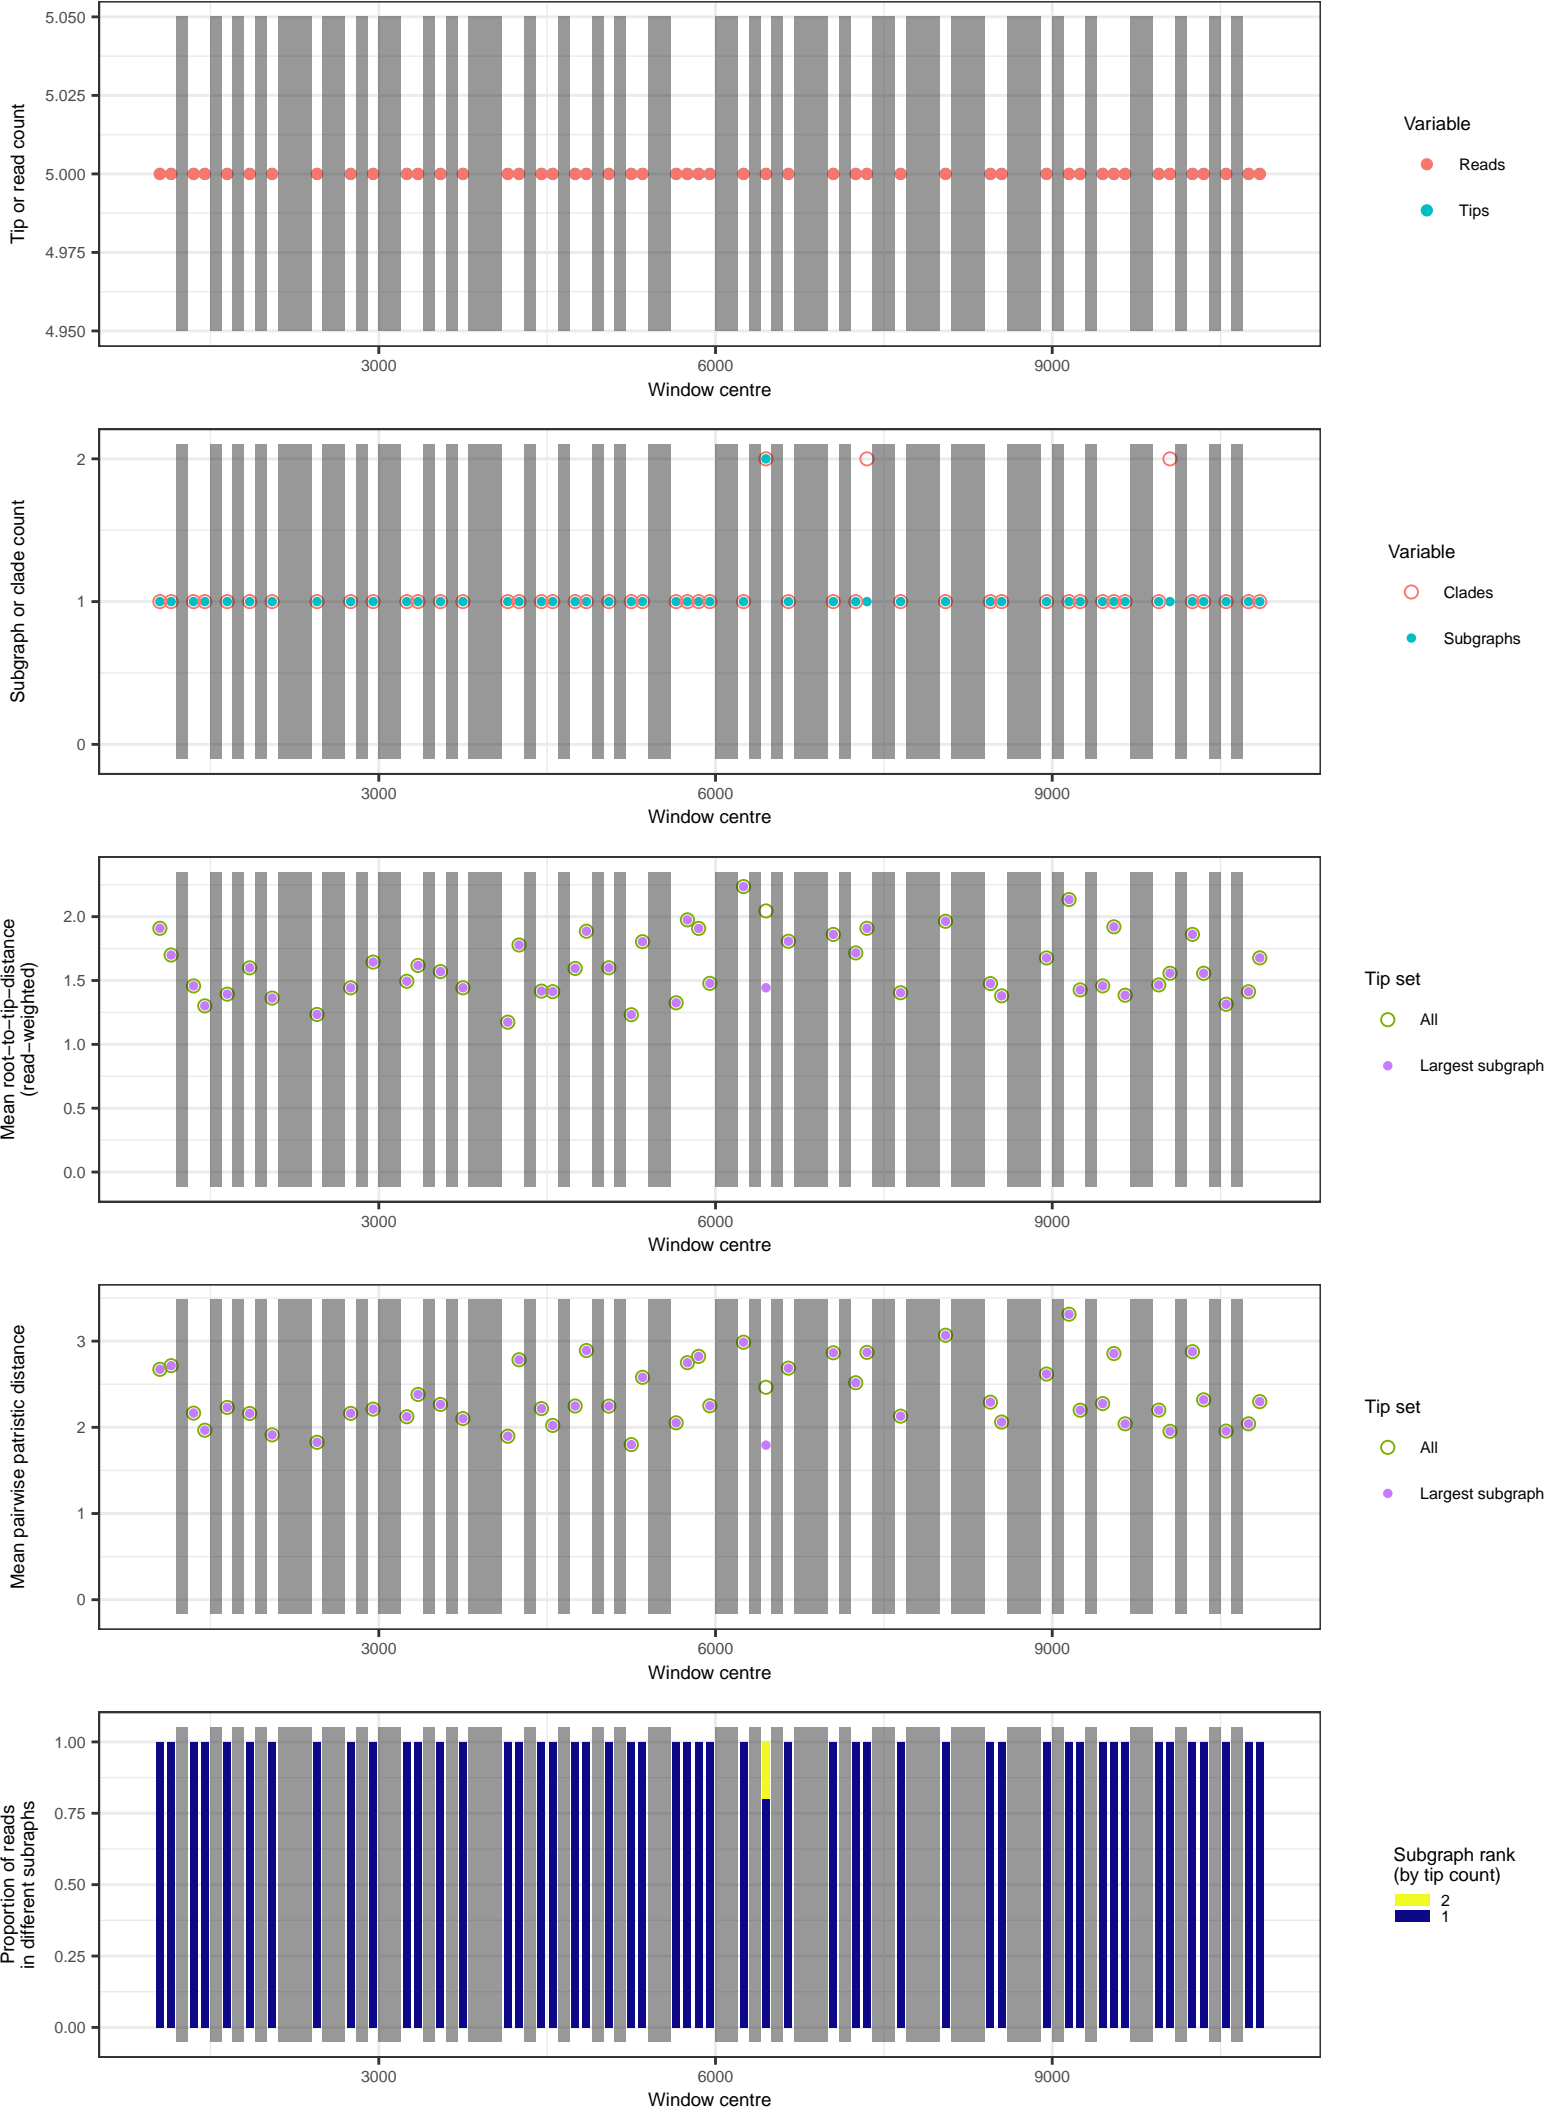 5.050
5.025
5.000
4.975
4.950
Tip or read count
3000
6000
9000
Window centre
Variable
Reads
Tips
2
1
0
Subgraph or clade count
3000
6000
9000
Window centre
Variable
Clades
Subgraphs
2.0
1.5
1.0
0.5
0.0
Mean root−to−tip−distance
(read−weighted)
3000
6000
9000
Window centre
Tip set
All
Largest subgraph
3
2
1
0
Mean pairwise patristic distance
3000
6000
9000
Window centre
Tip set
All
Largest subgraph
1.00
0.75
0.50
0.25
0.00
Proportion of reads
in different subraphs
3000
6000
9000
Window centre
Subgraph rank
(by tip count)
2
1